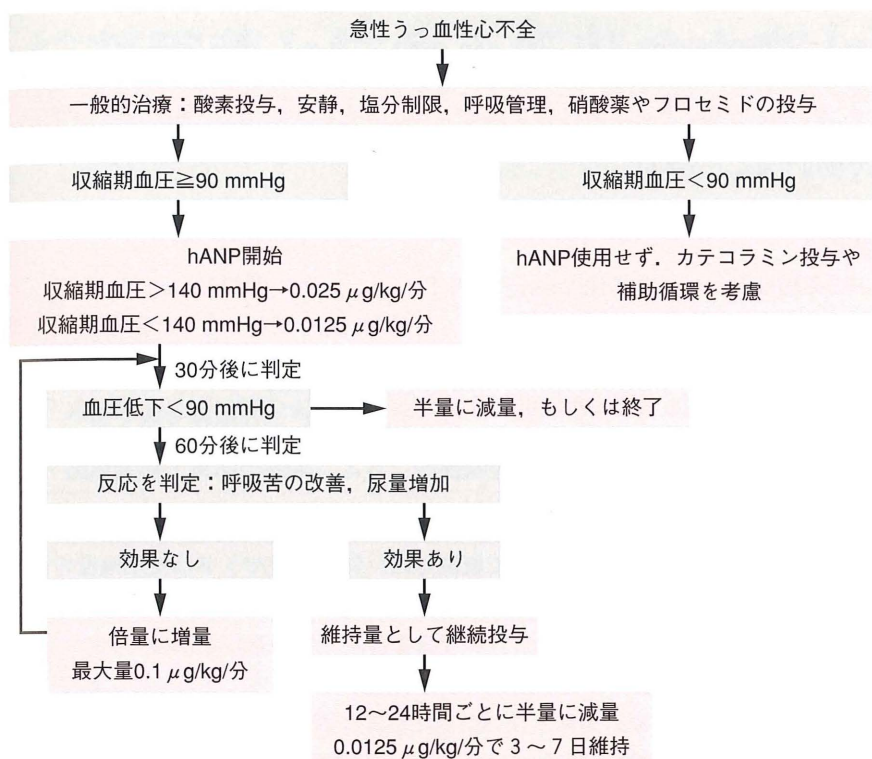 急性うっ血性心不全
一般的治療：酸素投与，安静，塩分制限，呼吸管理，硝酸薬やフロセミドの投与
収縮期血圧≧90 mmHg
収縮期血圧＜90 mmHg
hANP開始
収縮期血圧＞140 mmHg→0.025 μg/kg/分
収縮期血圧＜140 mmHg→0.0125 μg/kg/分
hANP使用せず．カテコラミン投与や
補助循環を考慮
30分後に判定
血圧低下＜90 mmHg
半量に減量，もしくは終了
60分後に判定
反応を判定：呼吸苦の改善，尿量増加
効果なし
効果あり
倍量に増量
最大量0.1 μg/kg/分
維持量として継続投与
12〜24時間ごとに半量に減量
0.0125 μg/kg/分で3〜7日維持